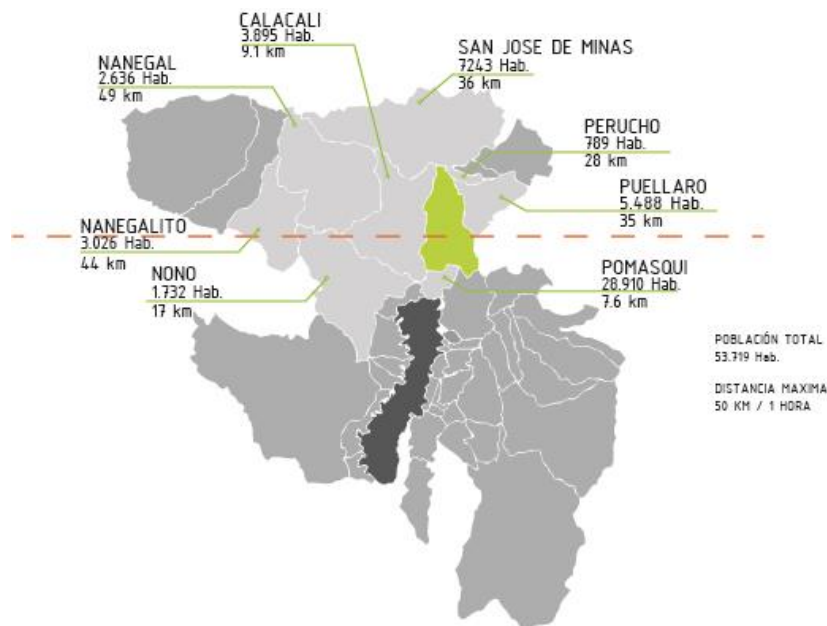 CALACALI
3.895 Hab.
9.1 km
SAN JOSE DE MINAS
7243 Hab.
36 km
NANEGAL
2.636 Hab.
49 km
PERUCHO
789 Hab.
28 km
PUELLARO
5.488 Hab.
35 km
NANEGALITO
3.026 Hab.
44 km
NONO
1.732 Hab.
17 km
POMASQUI
28.910 Hab.
7.6 km
POBLACIÓN TOTAL
53.719 Hab.
DISTANCIA MAXIMA
50 KM / 1 HORA